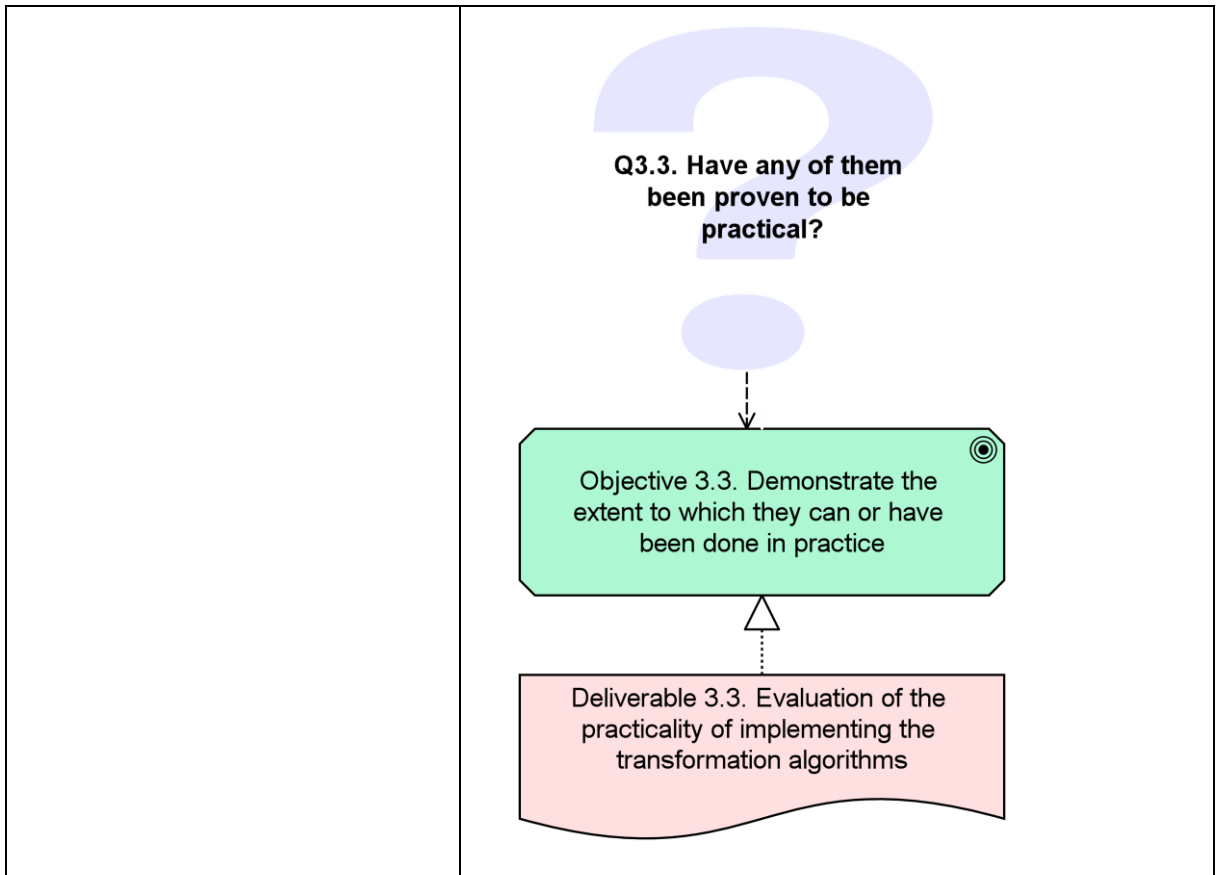 Q3.3. Have any of them
been proven to be
practical?
Objective 3.3. Demonstrate the
extent to which they can or have
been done in practice
Deliverable 3.3. Evaluation of the
practicality of implementing the
transformation algorithms